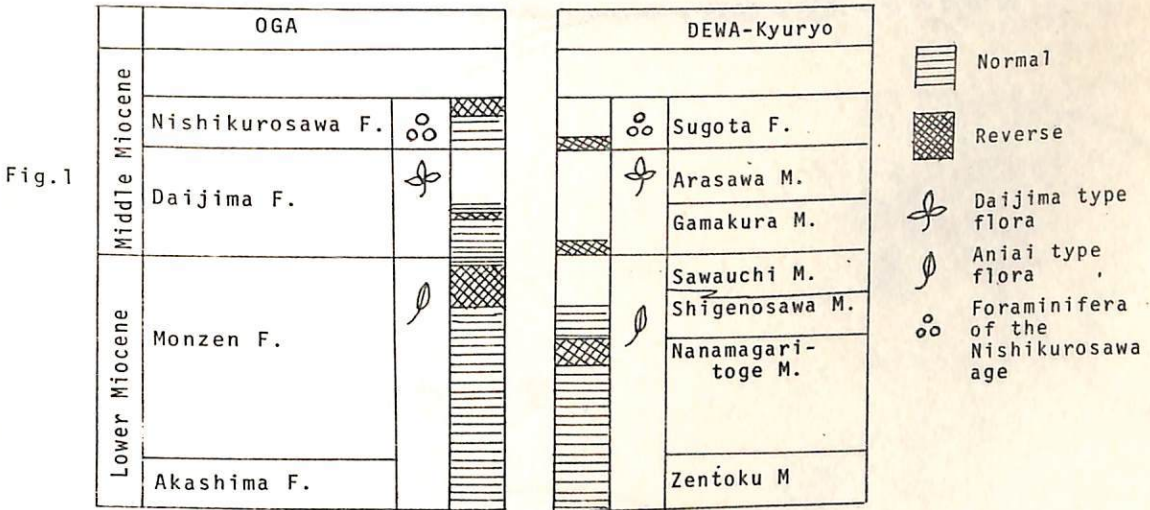 Fig.1
OGA
Middle Miocene
Lower Miocene
Nishikurosawa F.
Daijima F.
Monzen F.
Akashima F.
DEWA-Kyuryo
Sugota F.
Arasawa M.
Gamakura M.
Sawauchi M.
Shigenosawa M.
Nanamagari-
toge M.
Zentoku M
Normal
Reverse
Daijima type
flora
Aniai type
flora
Foraminifera
of the
Nishikurosawa
age